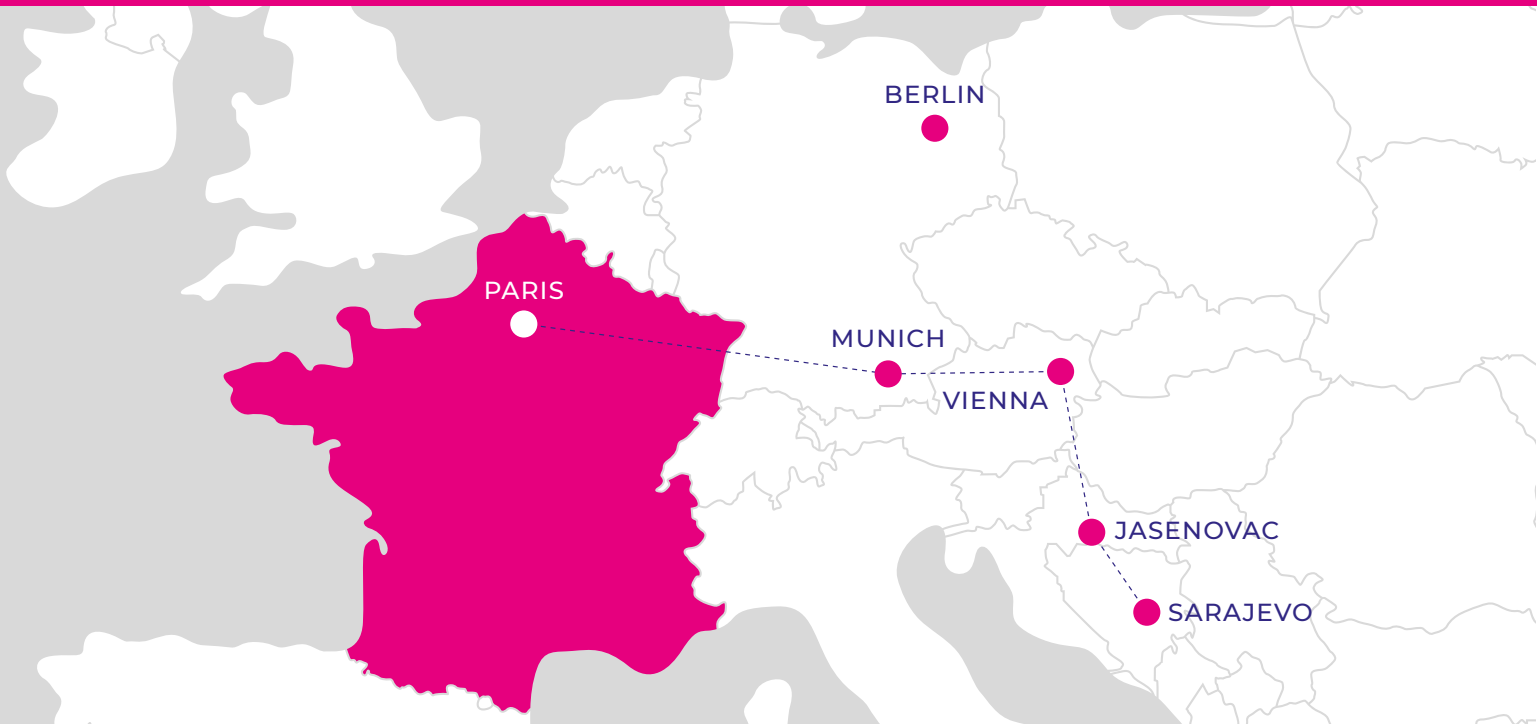 BERLIN
PARIS
MUNICH
VIENNA
JASENOVAC
SARAJEVO